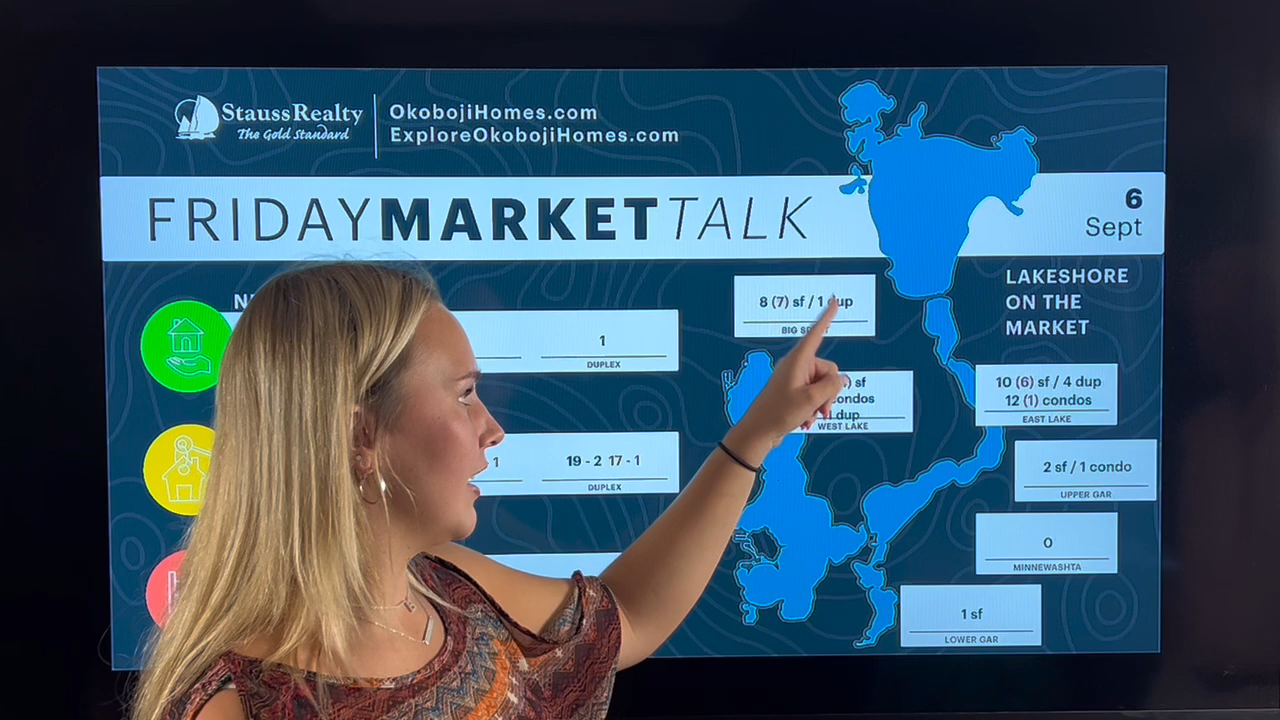 StaussRealty
The Gold Standard
OkobojiHomes.com
ExploreOkobojiHomes.com
FRIDAYMARKETTALK
6
Sept
LAKESHORE
ON THE
MARKET
1
DUPLEX
1
19 - 2 17 - 1
DUPLEX
8 (7) sf / 1 dup
BIG
sf
dup
WEST LAKE
10 (6) sf / 4 dup
12 (1) condos
EAST LAKE
2 sf / 1 condo
UPPER GAR
0
MINNEWASHTA
1 sf
LOWER GAR